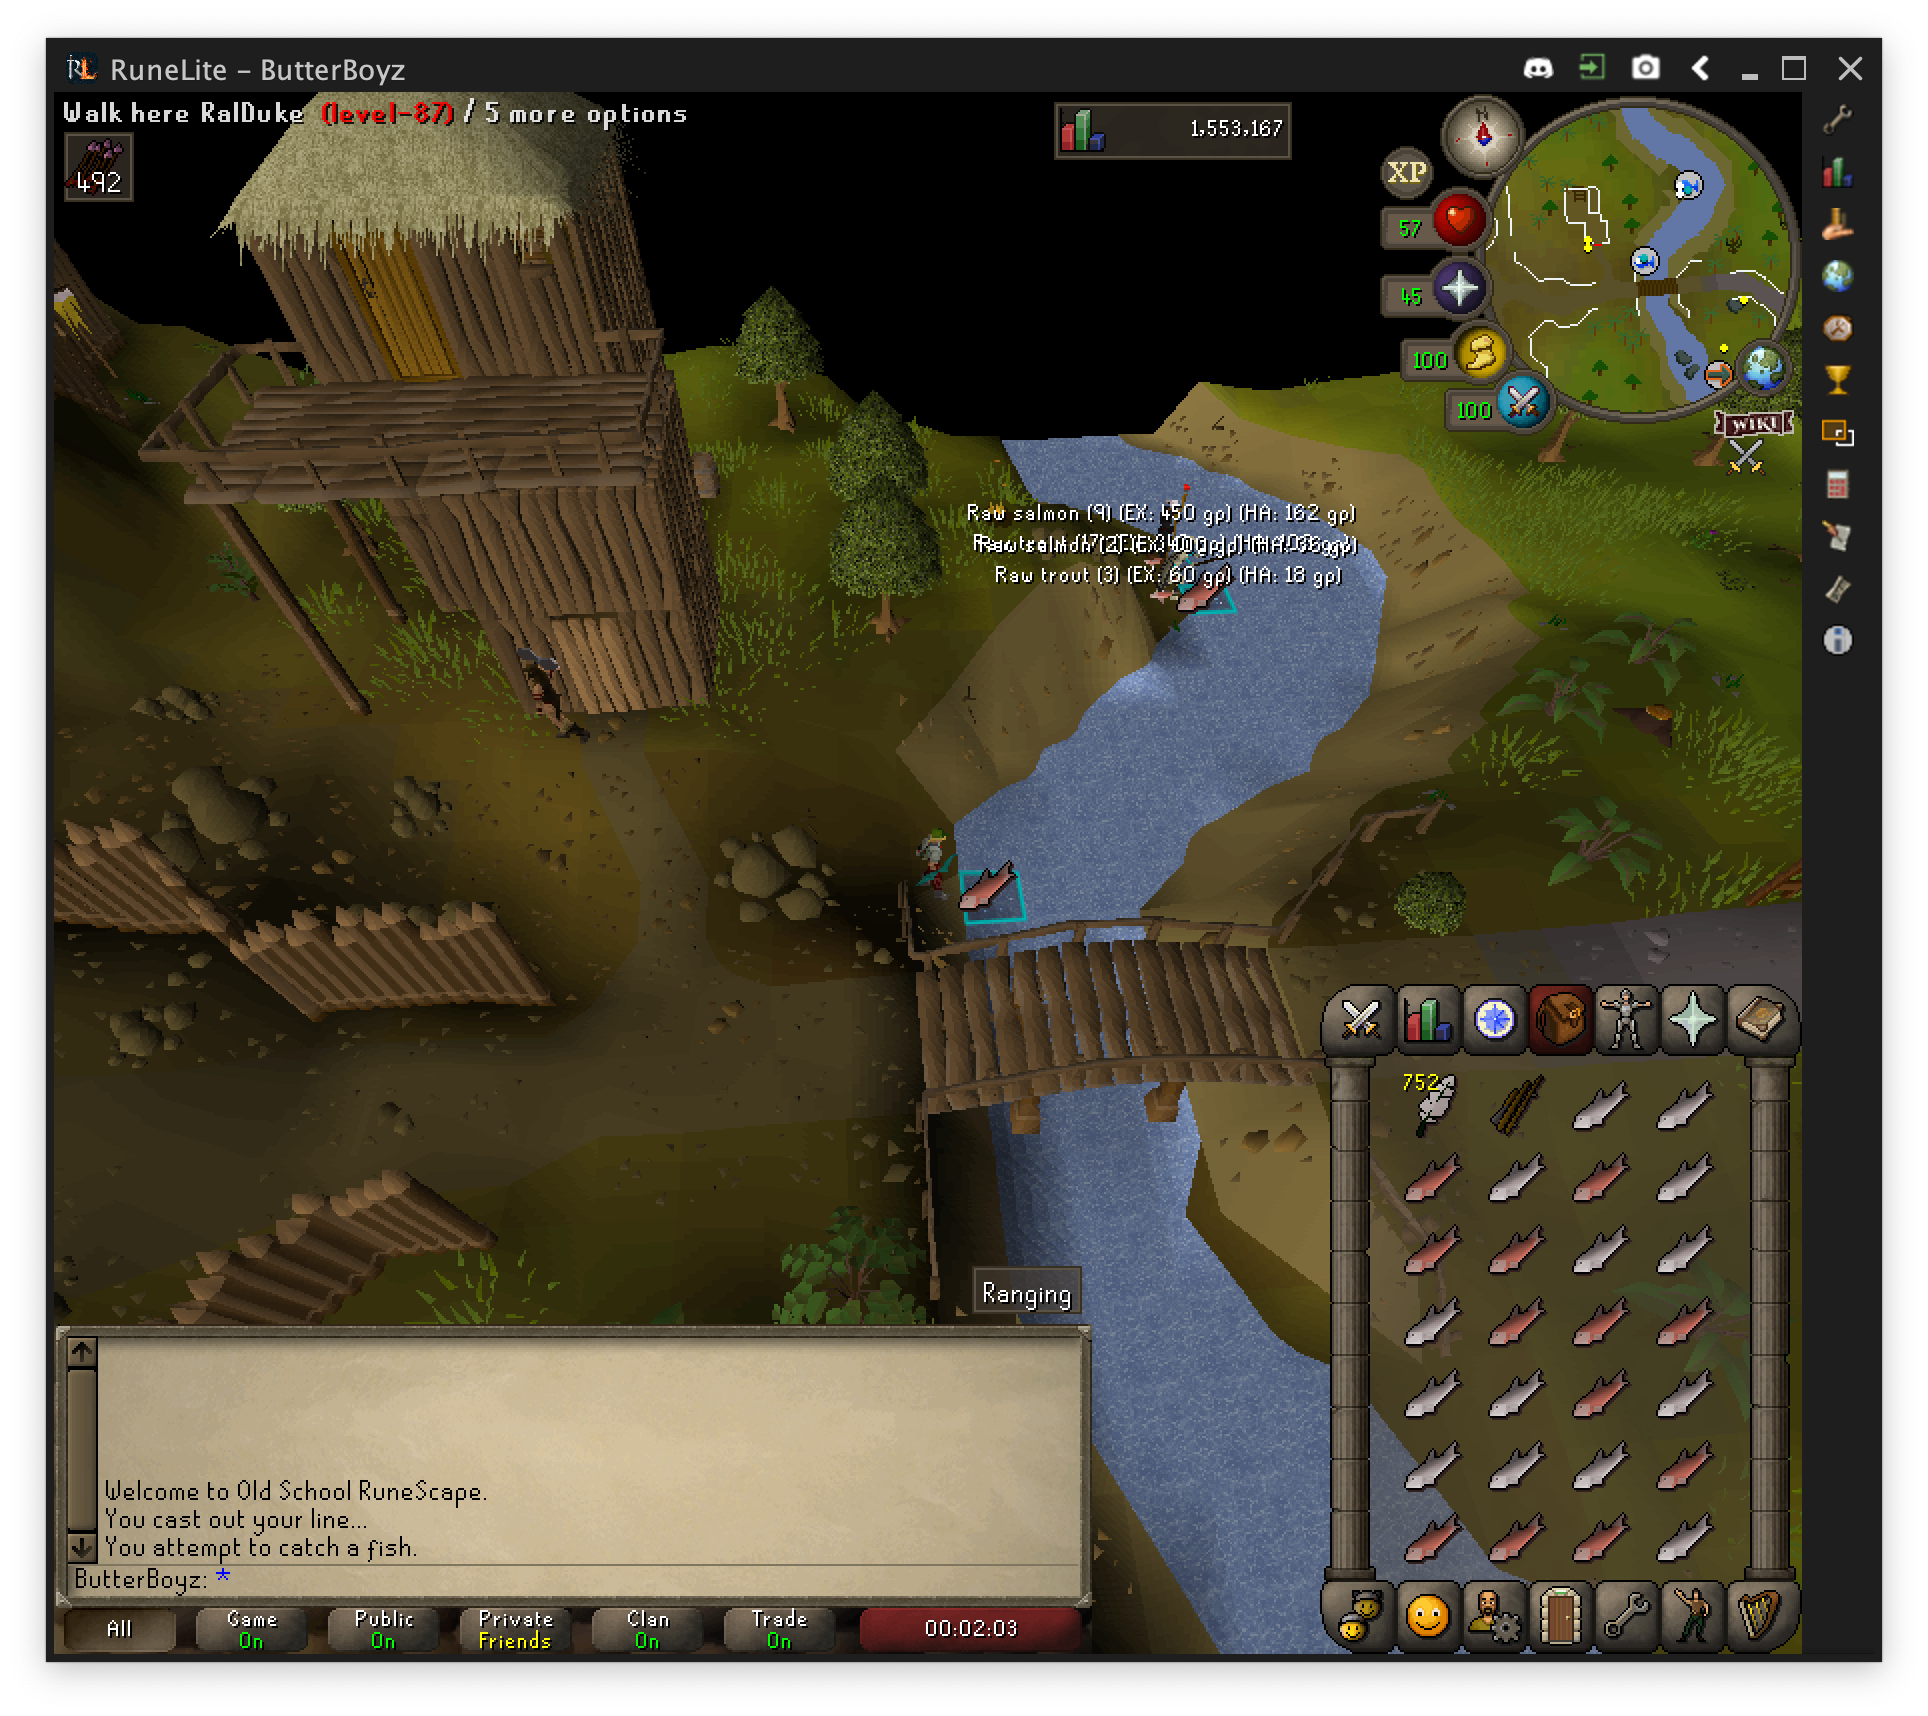 RuneLite - ButterBoyz
Walk here RalDuke (level-87) / 5 more options
492
1,553,167
N
XP
57
45
100
100
WIKI
Raw salmon (9) (EX: 450 gp) (HA: 162 gp)
Raw trout (3) (EX: 60 gp) (HA: 18 gp)
752
Ranging
Welcome to Old School RuneScape.
You cast out your line...
You attempt to catch a fish.
ButterBoyz: *
All
Game
On
Public
On
Private
Friends
Clan
On
Trade
On
00:02:03